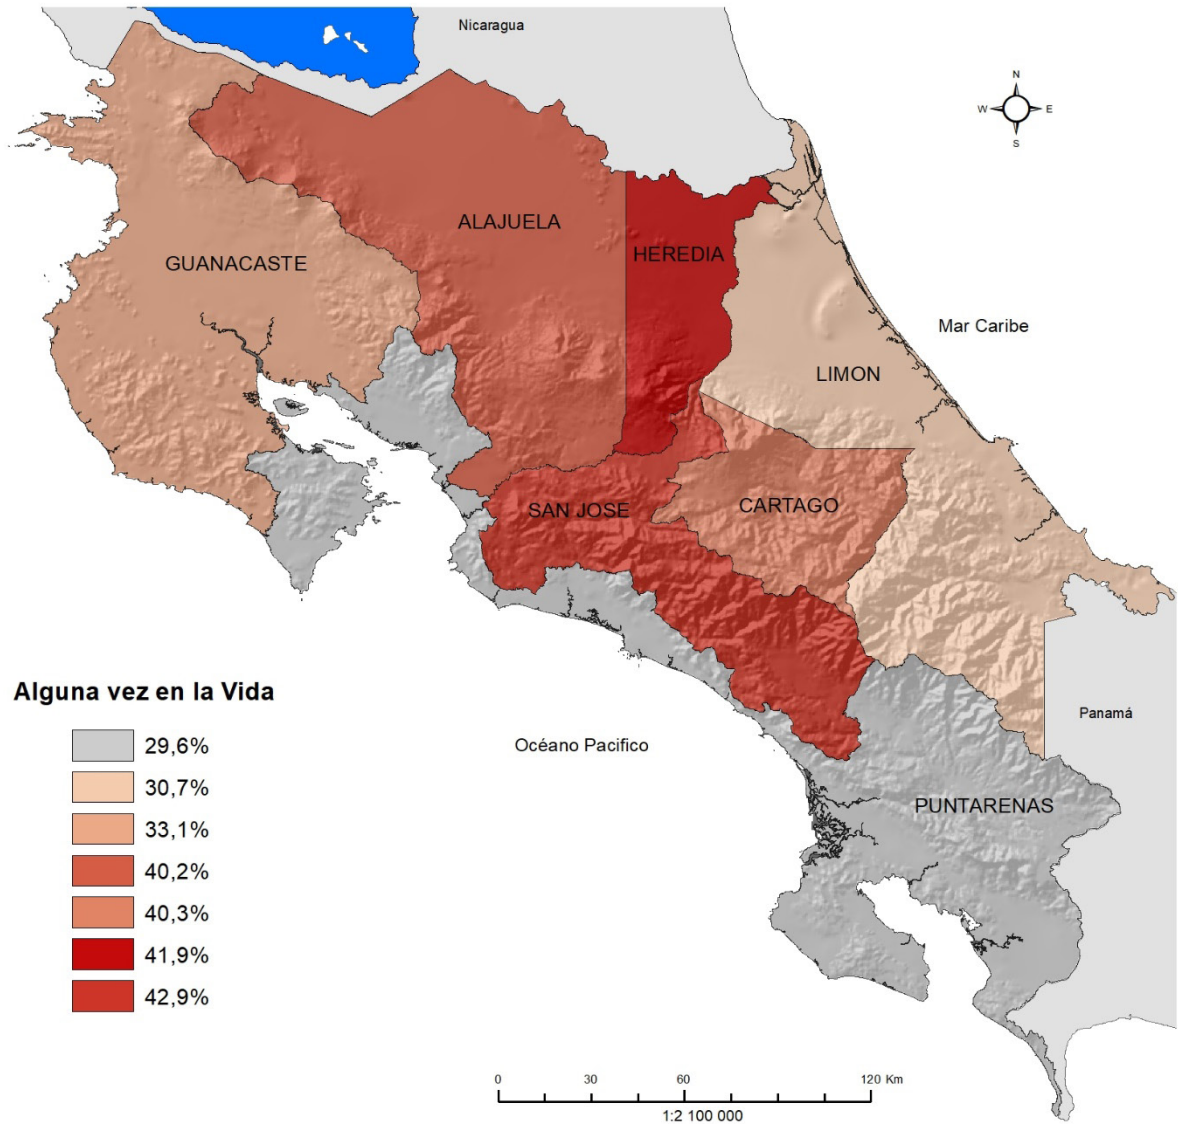 Nicaragua
N
W E
S
ALAJUELA
HEREDIA
GUANACASTE
Mar Caribe
LIMON
CARTAGO
SAN JOSE
Alguna vez en la Vida
Panamá
29,6%
Océano Pacifico
30,7%
PUNTARENAS
33,1%
40,2%
40,3%
41,9%
42,9%
0 30 60 120 Km
1:2 100 000